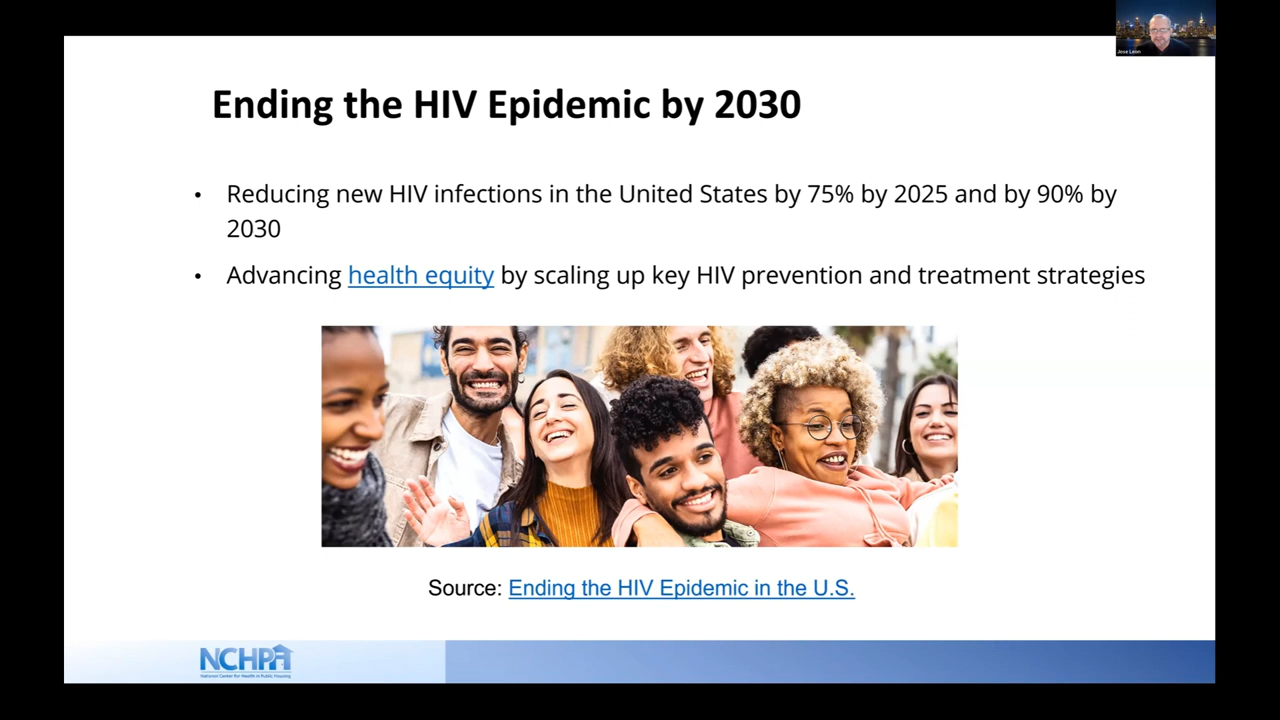 Jose Leon
Ending the HIV Epidemic by 2030
• Reducing new HIV infections in the United States by 75% by 2025 and by 90% by
2030
• Advancing health equity by scaling up key HIV prevention and treatment strategies
Source: Ending the HIV Epidemic in the U.S.
NCHPH
National Center for Health in Public Housing